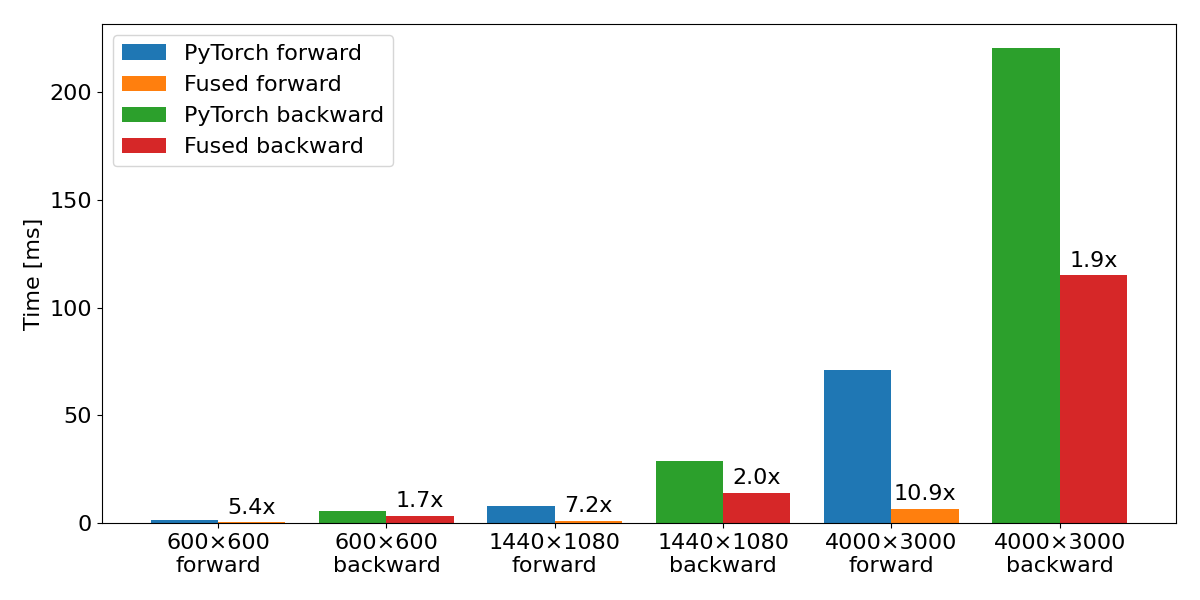 PyTorch forward
Fused forward
PyTorch backward
Fused backward
Time [ms]
200
150
100
50
0
5.4x
1.7x
7.2x
2.0x
10.9x
1.9x
600×600
forward
600×600
backward
1440×1080
forward
1440×1080
backward
4000×3000
forward
4000×3000
backward